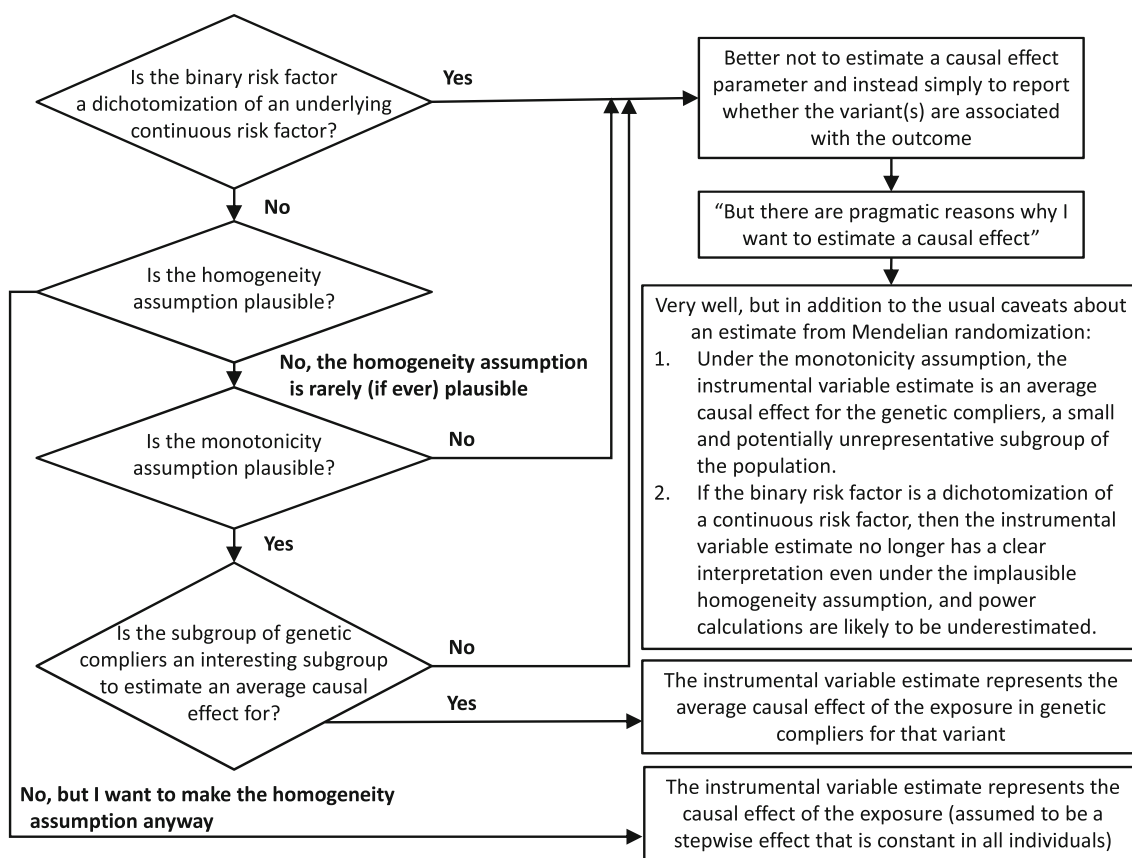 Is the binary risk factor
a dichotomization of an underlying
continuous risk factor?
Yes
No
Is the homogeneity
assumption plausible?
No, the homogeneity assumption
is rarely (if ever) plausible
Is the monotonicity
assumption plausible?
No
Yes
Is the subgroup of genetic
compliers an interesting subgroup
to estimate an average causal
effect for?
No
Yes
No, but I want to make the homogeneity
assumption anyway
Better not to estimate a causal effect
parameter and instead simply to report
whether the variant(s) are associated
with the outcome
“But there are pragmatic reasons why I
want to estimate a causal effect”
Very well, but in addition to the usual caveats about
an estimate from Mendelian randomization:
1. Under the monotonicity assumption, the
instrumental variable estimate is an average
causal effect for the genetic compliers, a small
and potentially unrepresentative subgroup of
the population.
2. If the binary risk factor is a dichotomization of
a continuous risk factor, then the instrumental
variable estimate no longer has a clear
interpretation even under the implausible
homogeneity assumption, and power
calculations are likely to be underestimated.
The instrumental variable estimate represents the
average causal effect of the exposure in genetic
compliers for that variant
The instrumental variable estimate represents the
causal effect of the exposure (assumed to be a
stepwise effect that is constant in all individuals)